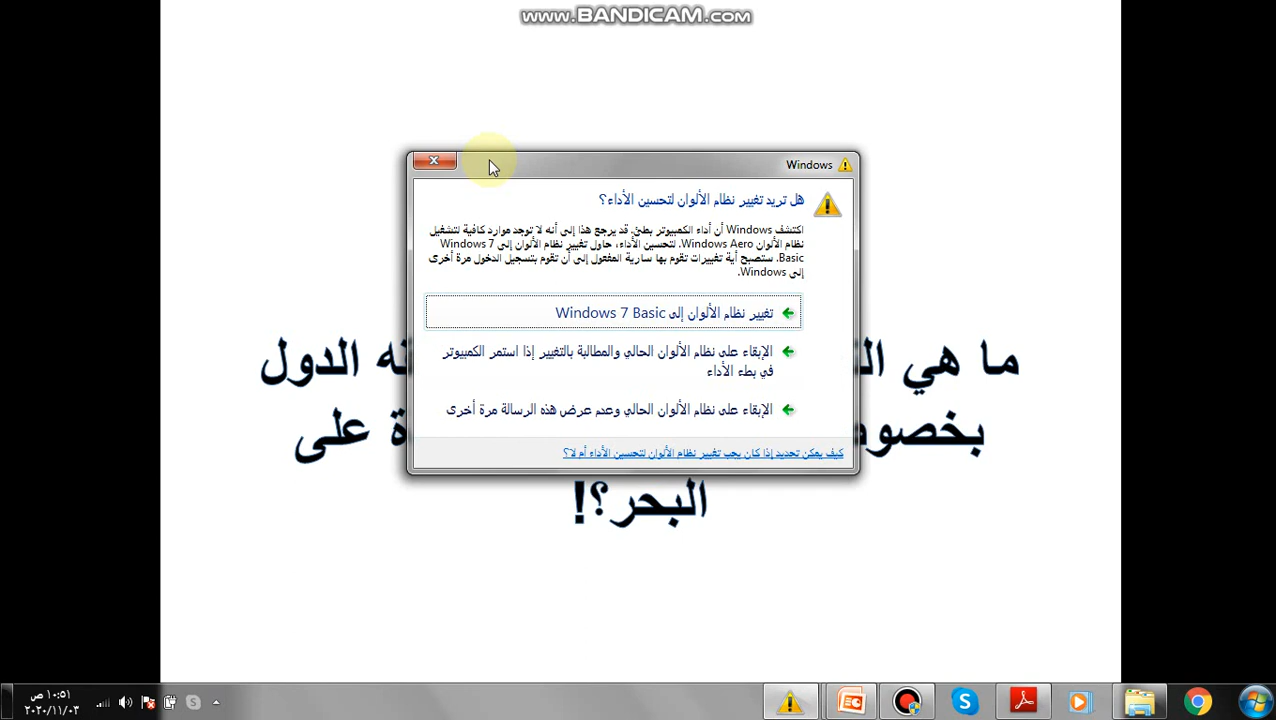 www.BANDICAM.com
Windows
هل تريد تغيير نظام الألوان لتحسين الأداء؟
اكتشف Windows أن أداء الكمبيوتر بطئ. قد يرجع هذا إلى أنه لا توجد موارد كافية لتشغيل
نظام الألوان Windows Aero. لتحسين الأداء، حاول تغيير نظام الألوان إلى Windows 7
Basic. ستصبح أية تغييرات تقوم بها سارية المفعول إلى أن تقوم بتسجيل الدخول مرة أخرى
إلى Windows.
تغيير نظام الألوان إلى Windows 7 Basic
الإبقاء على نظام الألوان الحالي والمطالبة بالتغيير إذا استمر الكمبيوتر
في بطء الأداء
الإبقاء على نظام الألوان الحالي وعدم عرض هذه الرسالة مرة أخرى
كيف يمكن تحديد إذا كان يجب تغيير نظام الألوان لتحسين الأداء أم لا؟
ما هي الدول
على
البحر؟!
١٠:٥١ ص
٢٠٢٠/١١/٠٣